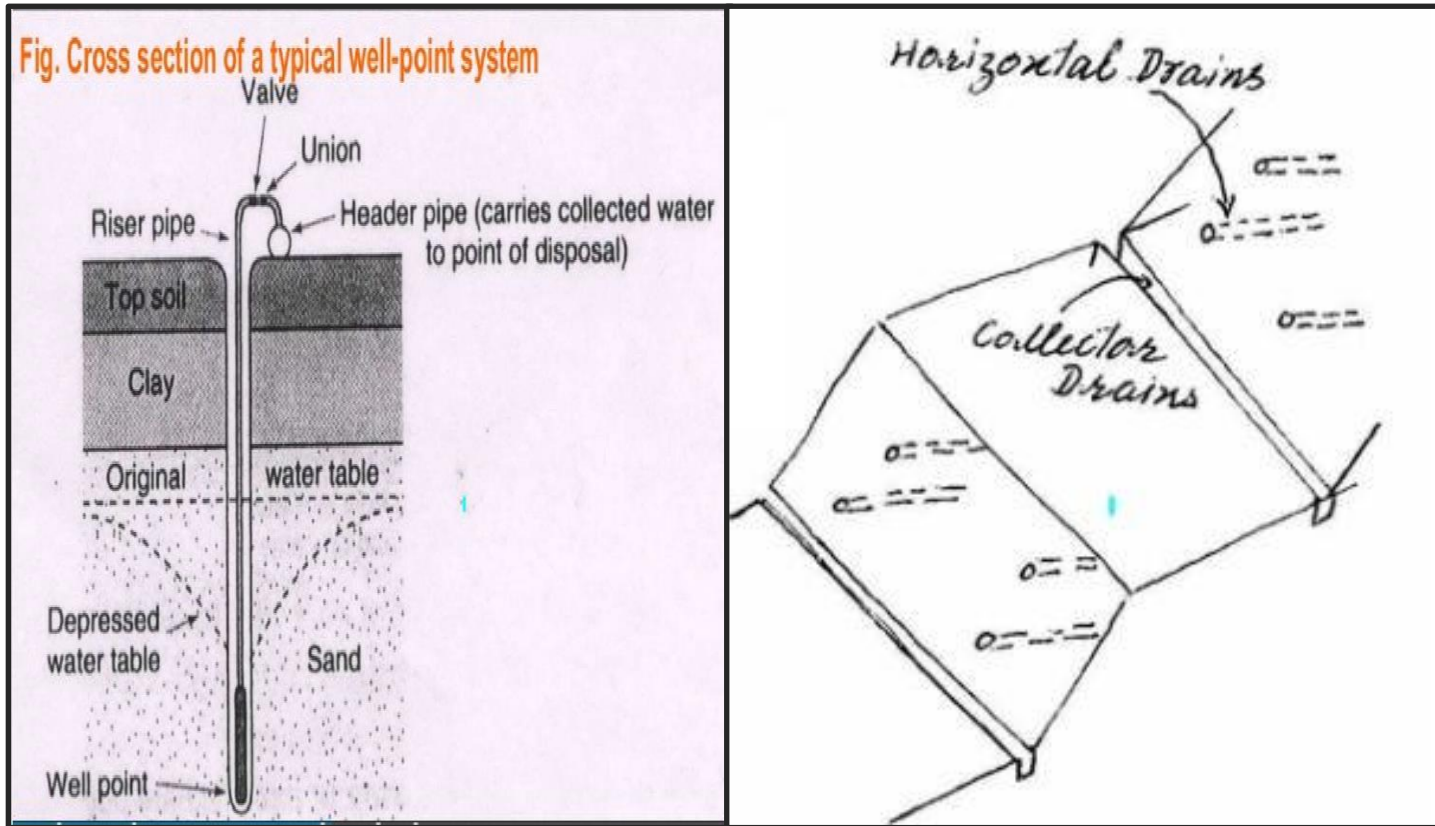 Fig. Cross section of a typical well-point system
Valve
Union
Riser pipe
Header pipe (carries collected water
to point of disposal)
Top soil
Clay
Original water table
Depressed
water table
Sand
Well point
Horizontal Drains
Collector
Drains